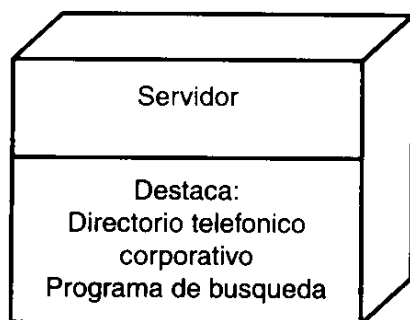 Servidor
Destaca:
Directorio telefonico
corporativo
Programa de busqueda